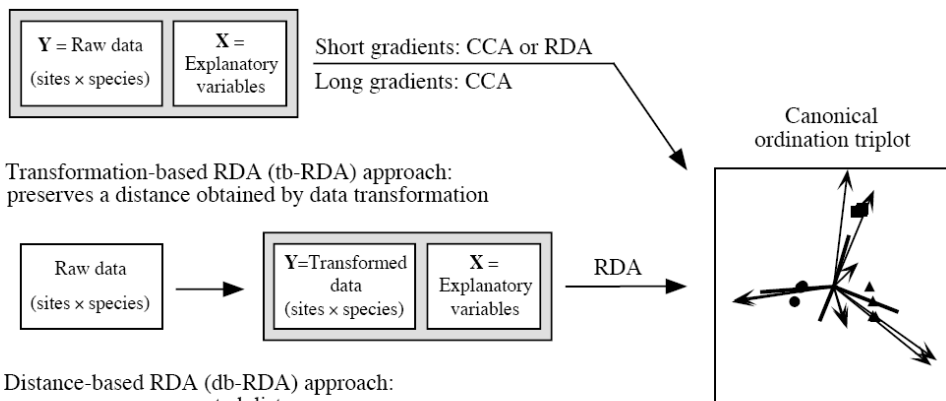 Y = Raw data
(sites × species)
X =
Explanatory
variables
Short gradients: CCA or RDA
Long gradients: CCA
Canonical
ordination triplot
Transformation-based RDA (tb-RDA) approach:
preserves a distance obtained by data transformation
Raw data
(sites × species)
Y=Transformed
data
(sites × species)
X =
Explanatory
variables
RDA
Distance-based RDA (db-RDA) approach: